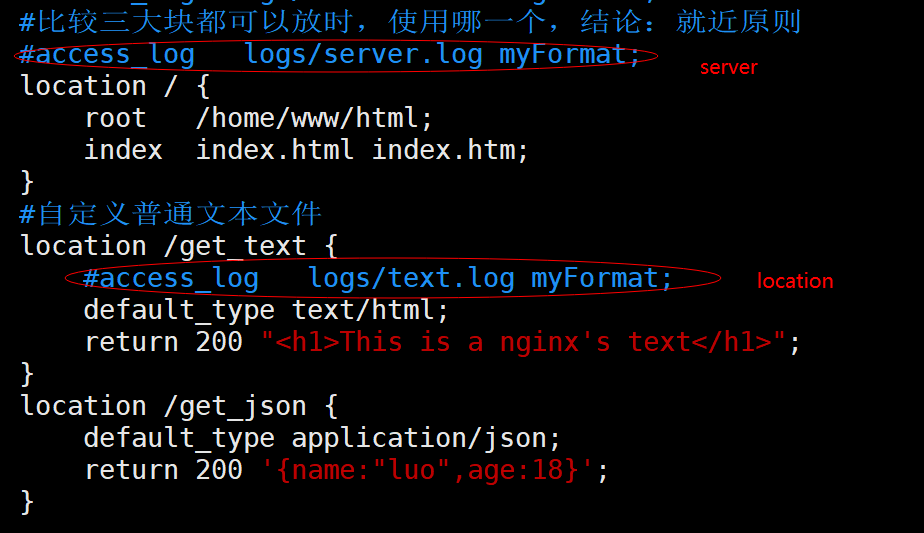 #比较三大块都可以放时，使用哪一个，结论：就近原则
#access_log   logs/server.log myFormat;
server
location / {
    root   /home/www/html;
    index  index.html index.htm;
}
#自定义普通文本文件
location /get_text {
    #access_log   logs/text.log myFormat;
location
    default_type text/html;
    return 200 "<h1>This is a nginx's text</h1>";
}
location /get_json {
    default_type application/json;
    return 200 '{name:"luo",age:18}';
}